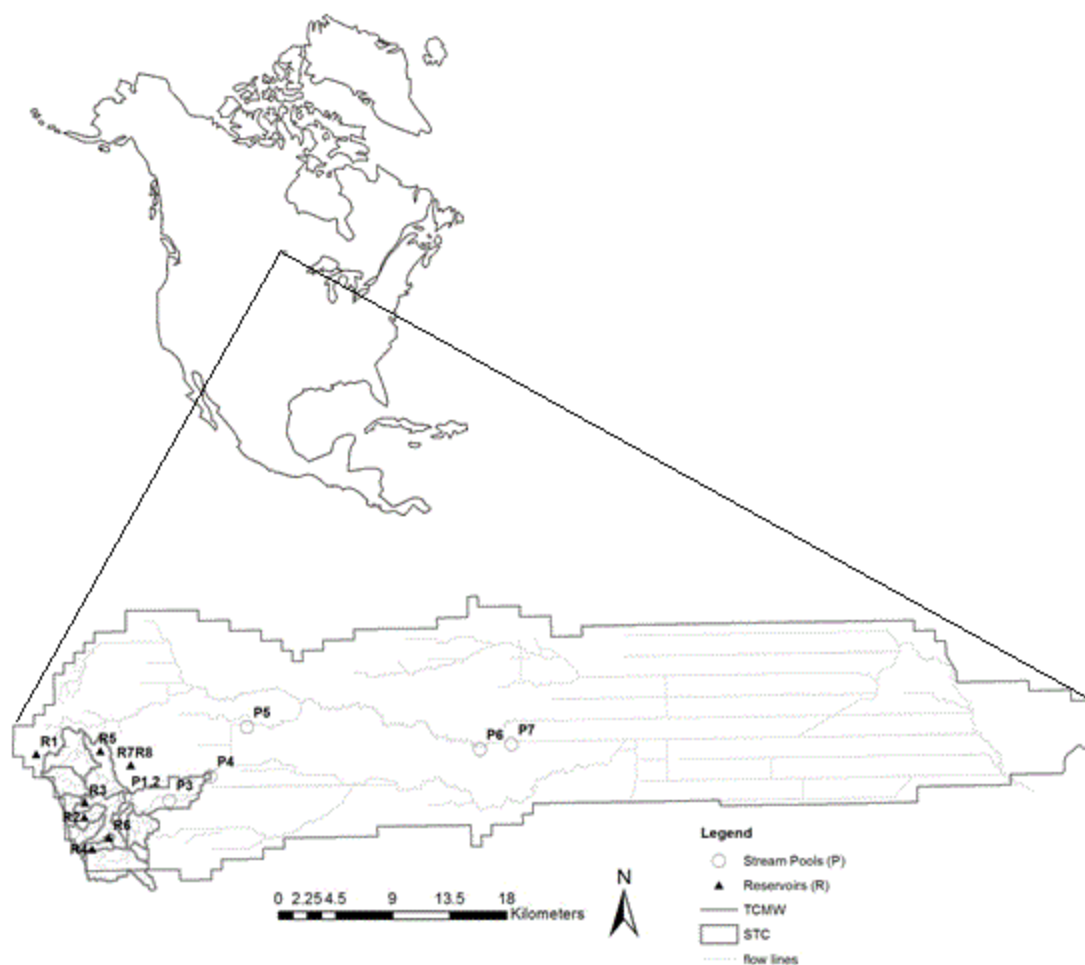 P5
R1
R5
P6
P7
R7R8
P4
P1,2
P3
R3
R2
R6
R4
Legend
Stream Pools (P)
N
Reservoirs (R)
0 2.25 4.5 9 13.5 18
Kilometers
TCMW
STC
flow lines